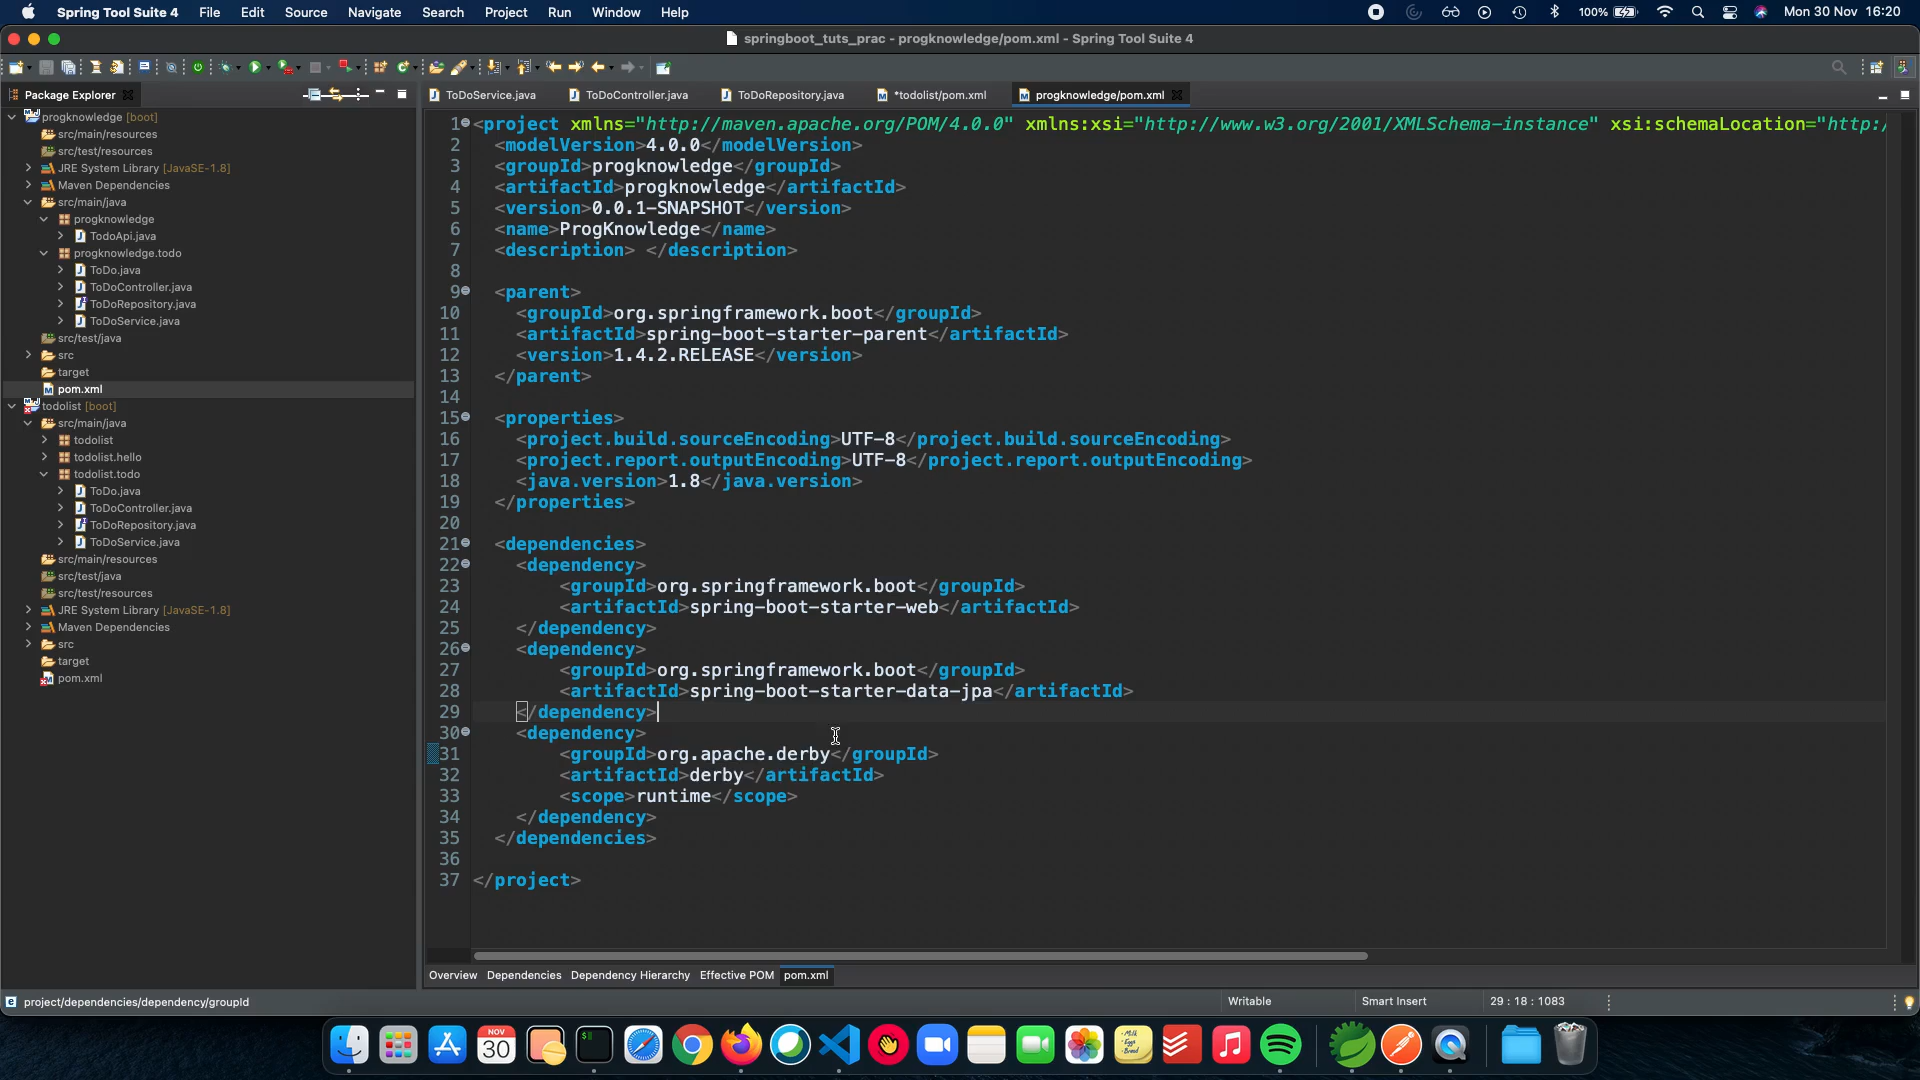 Spring Tool Suite 4 File Edit Source Navigate Search Project Run Window Help 100% Mon 30 Nov 16:20
springboot_tuts_prac - progknowledge/pom.xml - Spring Tool Suite 4
Package Explorer
ToDoService.java ToDoController.java ToDoRepository.java *todolist/pom.xml progknowledge/pom.xml
progknowledge [boot]
src/main/resources
src/test/resources
JRE System Library [JavaSE-1.8]
Maven Dependencies
src/main/java
progknowledge
TodoApi.java
progknowledge.todo
ToDo.java
ToDoController.java
ToDoRepository.java
ToDoService.java
src/test/java
src
target
pom.xml
todolist [boot]
src/main/java
todolist
todolist.hello
todolist.todo
ToDo.java
ToDoController.java
ToDoRepository.java
ToDoService.java
src/main/resources
src/test/java
src/test/resources
JRE System Library [JavaSE-1.8]
Maven Dependencies
src
target
pom.xml
1 <project xmlns="http://maven.apache.org/POM/4.0.0" xmlns:xsi="http://www.w3.org/2001/XMLSchema-instance" xsi:schemaLocation="http:/
2 <modelVersion>4.0.0</modelVersion>
3 <groupId>progknowledge</groupId>
4 <artifactId>progknowledge</artifactId>
5 <version>0.0.1-SNAPSHOT</version>
6 <name>ProgKnowledge</name>
7 <description> </description>
8
9 <parent>
10 <groupId>org.springframework.boot</groupId>
11 <artifactId>spring-boot-starter-parent</artifactId>
12 <version>1.4.2.RELEASE</version>
13 </parent>
14
15 <properties>
16 <project.build.sourceEncoding>UTF-8</project.build.sourceEncoding>
17 <project.report.outputEncoding>UTF-8</project.report.outputEncoding>
18 <java.version>1.8</java.version>
19 </properties>
20
21 <dependencies>
22 <dependency>
23 <groupId>org.springframework.boot</groupId>
24 <artifactId>spring-boot-starter-web</artifactId>
25 </dependency>
26 <dependency>
27 <groupId>org.springframework.boot</groupId>
28 <artifactId>spring-boot-starter-data-jpa</artifactId>
29 </dependency>
30 <dependency>
31 <groupId>org.apache.derby</groupId>
32 <artifactId>derby</artifactId>
33 <scope>runtime</scope>
34 </dependency>
35 </dependencies>
36
37 </project>
Overview Dependencies Dependency Hierarchy Effective POM pom.xml
project/dependencies/dependency/groupId Writable Smart Insert 29 : 18 : 1083
NOV
30
Milk
Eggs
Bread